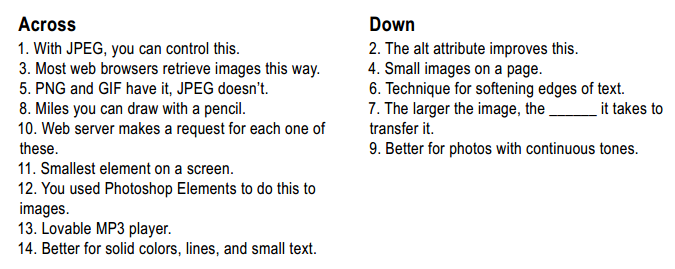 Across
1. With JPEG, you can control this.
3. Most web browsers retrieve images this way.
5. PNG and GIF have it, JPEG doesn’t.
8. Miles you can draw with a pencil.
10. Web server makes a request for each one of
these.
11. Smallest element on a screen.
12. You used Photoshop Elements to do this to
images.
13. Lovable MP3 player.
14. Better for solid colors, lines, and small text.
Down
2. The alt attribute improves this.
4. Small images on a page.
6. Technique for softening edges of text.
7. The larger the image, the ______ it takes to
transfer it.
9. Better for photos with continuous tones.